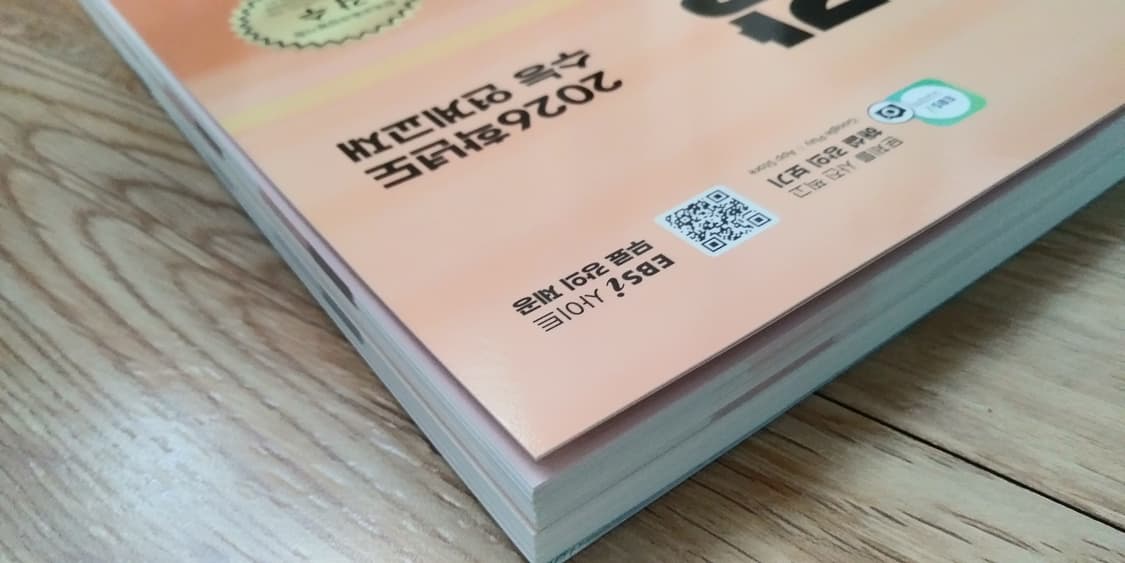 감수
2026학년도
수능 연계교재
문제를 사진 찍고
해설 강의 보기
Google Play | App Store
EBSi 사이트
무료 강의 제공